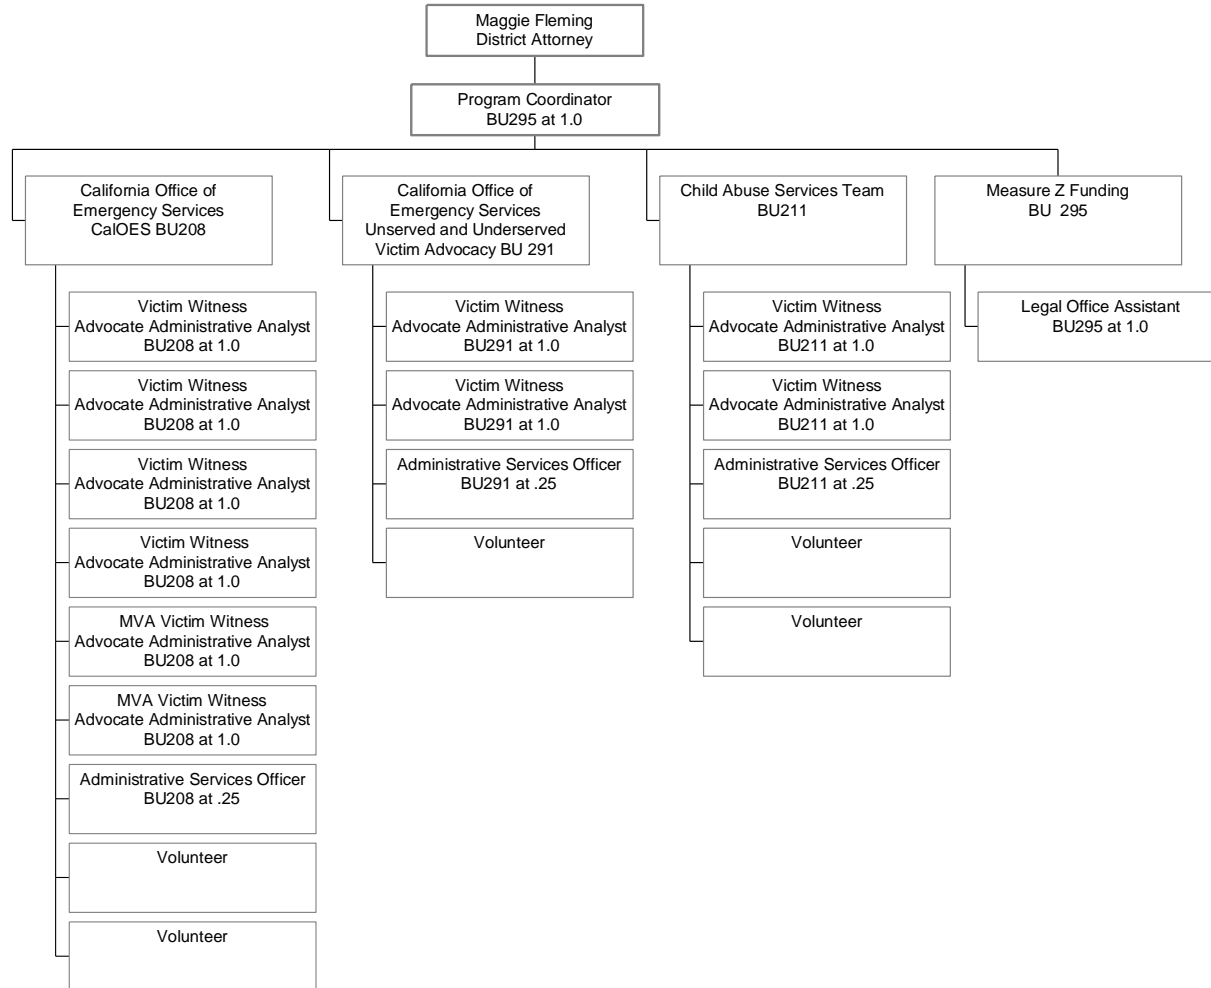 Maggie Fleming
District Attorney
Program Coordinator
BU295 at 1.0
California Office of
Emergency Services
CalOES BU208
Victim Witness
Advocate Administrative Analyst
BU208 at 1.0
Victim Witness
Advocate Administrative Analyst
BU208 at 1.0
Victim Witness
Advocate Administrative Analyst
BU208 at 1.0
Victim Witness
Advocate Administrative Analyst
BU208 at 1.0
MVA Victim Witness
Advocate Administrative Analyst
BU208 at 1.0
MVA Victim Witness
Advocate Administrative Analyst
BU208 at 1.0
Administrative Services Officer
BU208 at .25
Volunteer
Volunteer
California Office of
Emergency Services
Unserved and Underserved
Victim Advocacy BU 291
Victim Witness
Advocate Administrative Analyst
BU291 at 1.0
Victim Witness
Advocate Administrative Analyst
BU291 at 1.0
Administrative Services Officer
BU291 at .25
Volunteer
Child Abuse Services Team
BU211
Victim Witness
Advocate Administrative Analyst
BU211 at 1.0
Victim Witness
Advocate Administrative Analyst
BU211 at 1.0
Administrative Services Officer
BU211 at .25
Volunteer
Volunteer
Measure Z Funding
BU 295
Legal Office Assistant
BU295 at 1.0